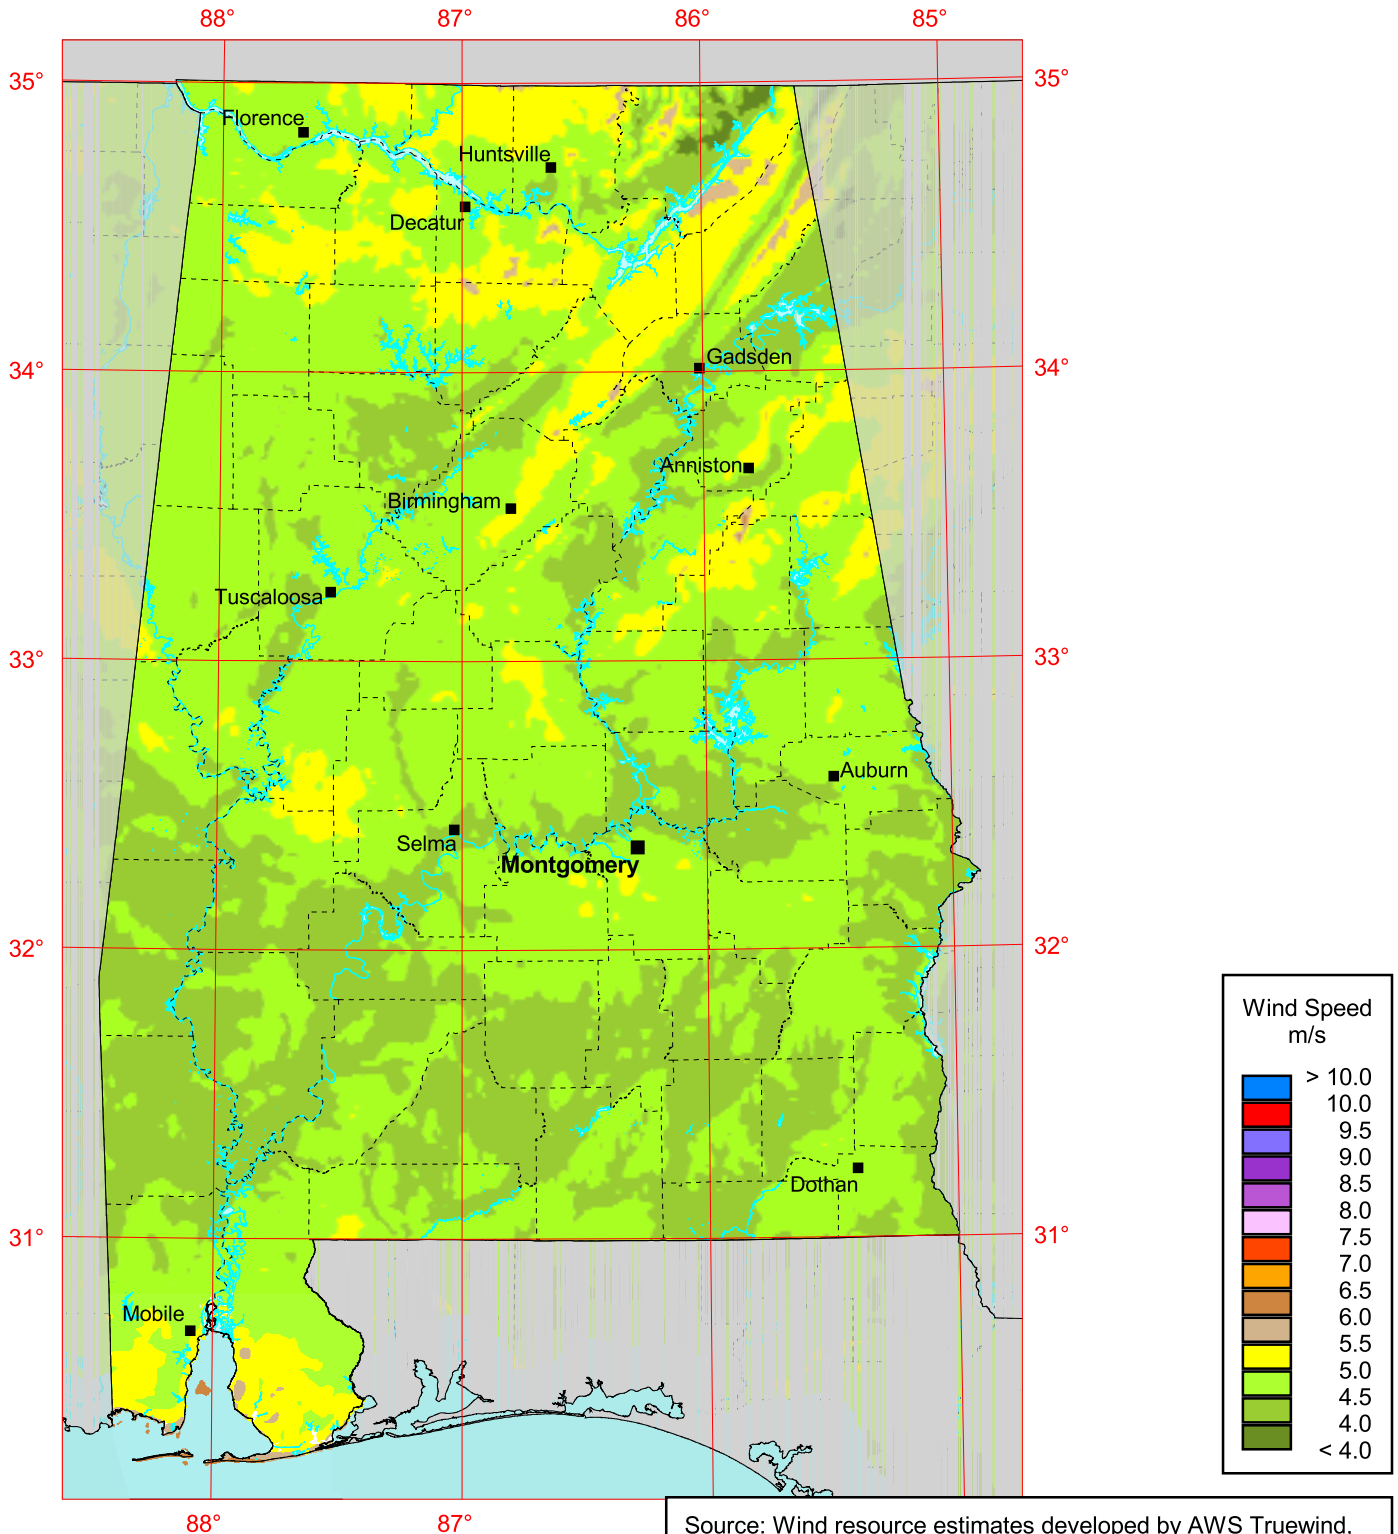 88° 87° 86° 85°
35° 35°
Florence
Huntsville
Decatur
34° 34°
Gadsden
Anniston
Birmingham
Tuscaloosa
33° 33°
Auburn
Selma
Montgomery
32° 32°
Wind Speed
m/s
> 10.0
10.0
9.5
9.0
8.5
8.0
7.5
7.0
6.5
6.0
5.5
5.0
4.5
4.0
< 4.0
Dothan
31° 31°
Mobile
88° 87°
Source: Wind resource estimates developed by AWS Truewind,